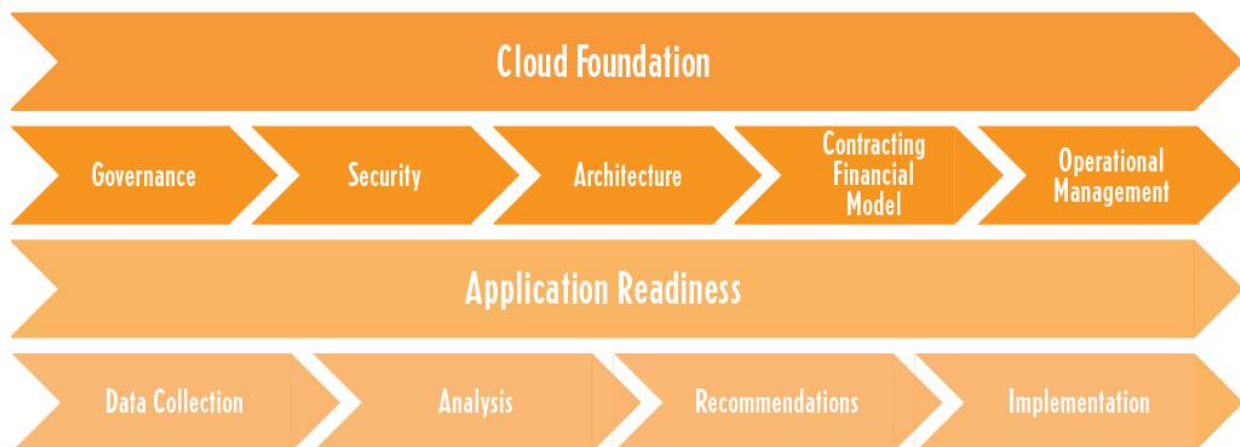 Cloud Foundation
Governance
Security
Architecture
Contracting
Financial
Model
Operational
Management
Application Readiness
Data Collection
Analysis
Recommendations
Implementation